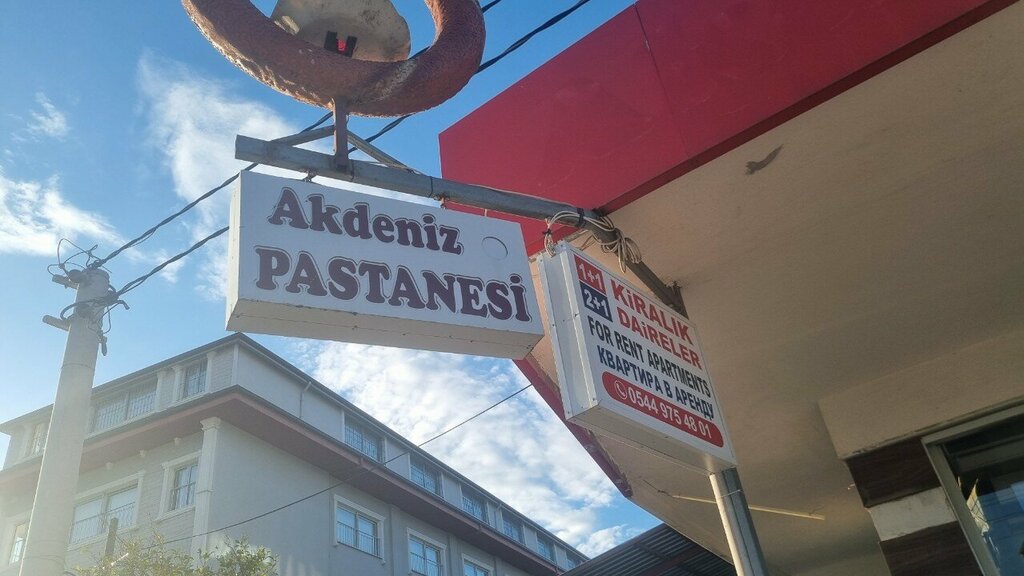 Akdeniz
PASTANESİ
1+1
2+1
KİRALIK
DAİRELER
FOR RENT APARTMENTS
КВАРТИРА В АРЕНДУ
0544 975 48 01